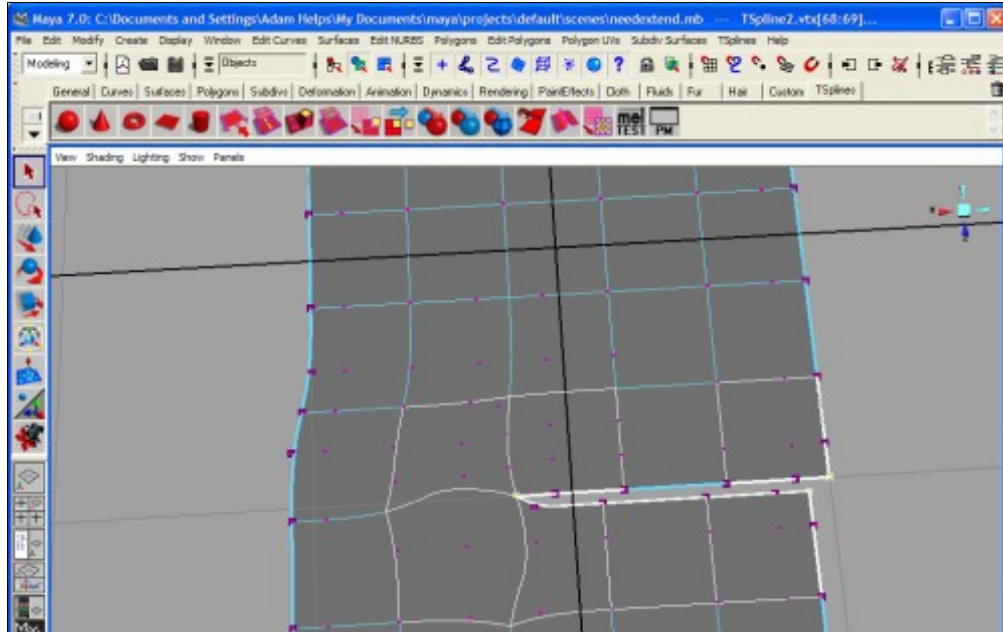 Maya 7.0: C:\Documents and Settings\Adam Helps\My Documents\maya\projects\default\scenes\needextend.mb --- TSpline2.vtx[68:69]...
File Edit Modify Create Display Window Edit Curves Surfaces Edit NURBS Polygons Edit Polygons Polygon UVs Subdiv Surfaces TSplines Help
Modeling Objects
General Curves Surfaces Polygons Subdivs Deformation Animation Dynamics Rendering PaintEffects Cloth Fluids Fur Hair Custom TSplines
mel TEST PM
View Shading Lighting Show Panels